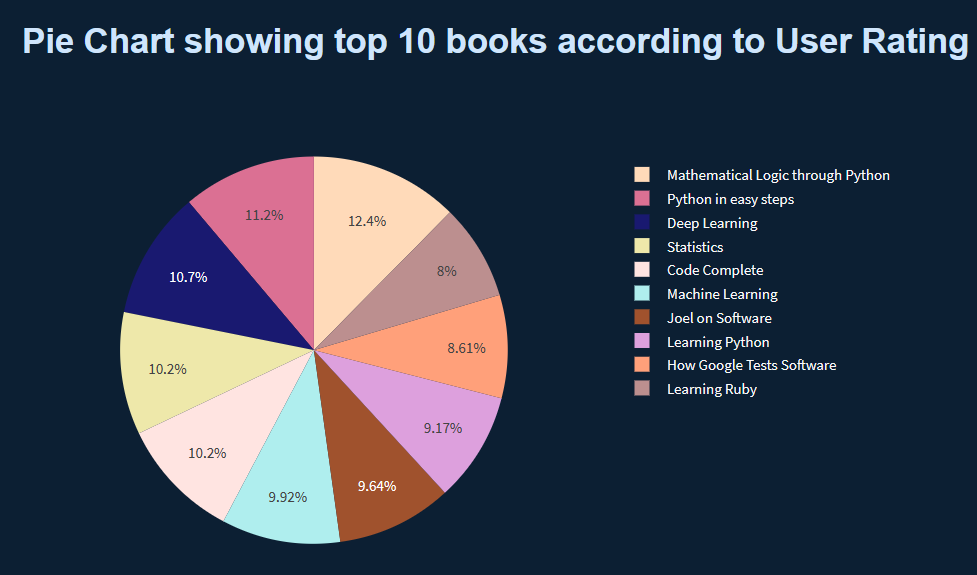 Pie Chart showing top 10 books according to User Rating
11.2%
12.4%
8%
10.7%
8.61%
10.2%
9.17%
10.2%
9.92%
9.64%
Mathematical Logic through Python
Python in easy steps
Deep Learning
Statistics
Code Complete
Machine Learning
Joel on Software
Learning Python
How Google Tests Software
Learning Ruby